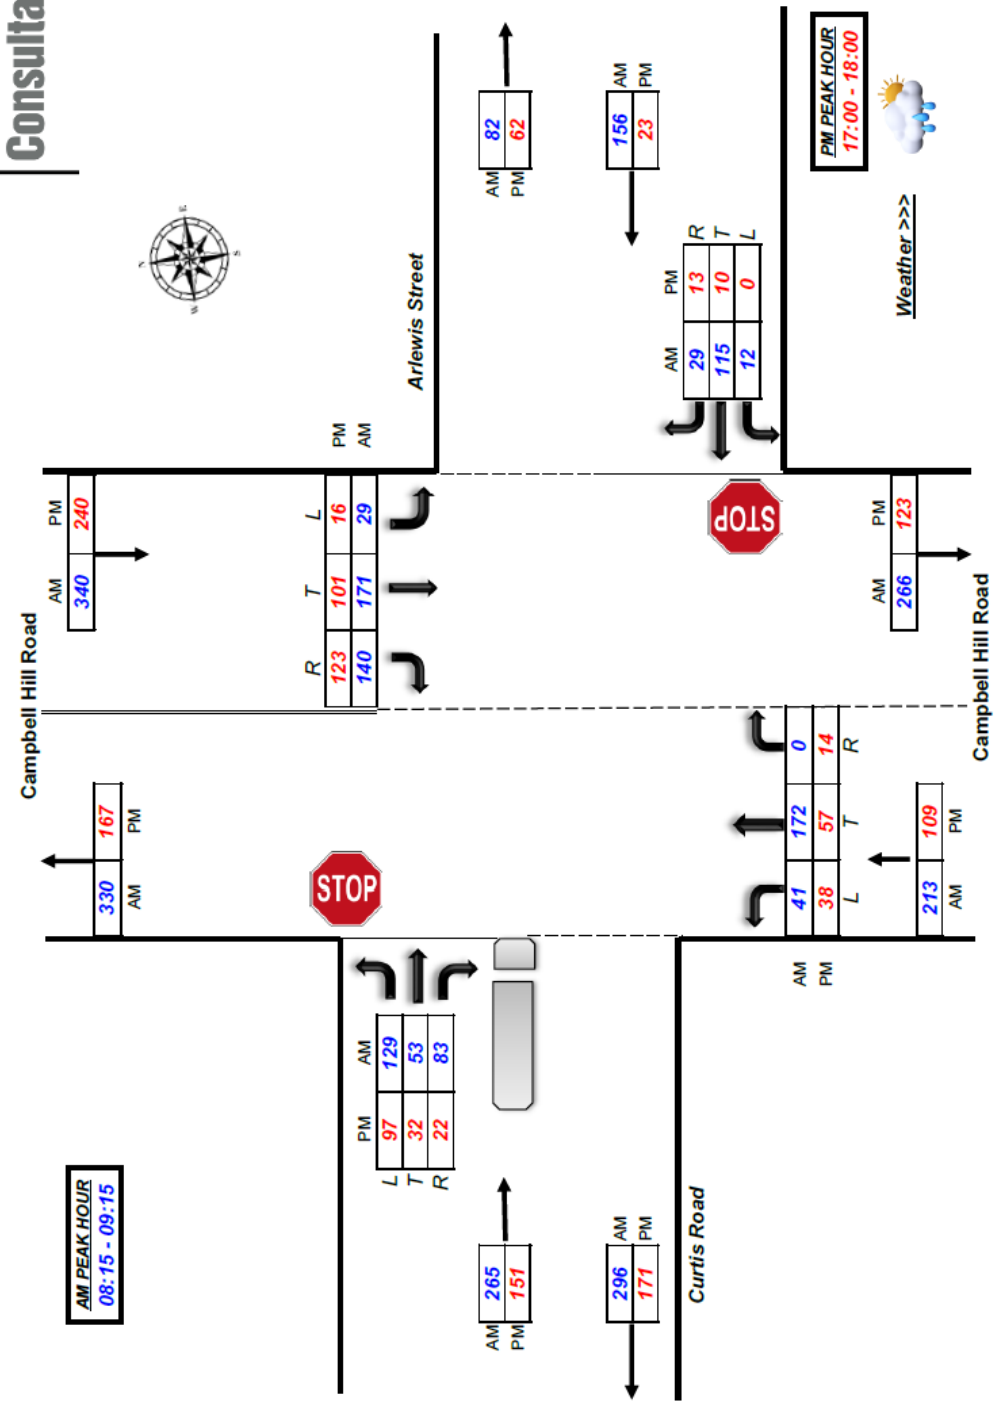 Consulta
Campbell Hill Road
AM PEAK HOUR
08:15 - 09:15
330 167
AM PM
AM PM
340 240
N
E
S
W
R T L
123 101 16 PM
140 171 29 AM
STOP
Arlewis Street
PM AM
L 97 129
T 32 53
R 22 83
AM 265
PM 151
AM 82
PM 62
296 AM
171 PM
156 AM
23 PM
Curtis Road
AM PM
29 13 R
115 10 T
12 0 L
STOP
AM 41 172 0
PM 38 57 14
L T R
213 109
AM PM
AM PM
266 123
PM PEAK HOUR
17:00 - 18:00
Weather >>>
Campbell Hill Road